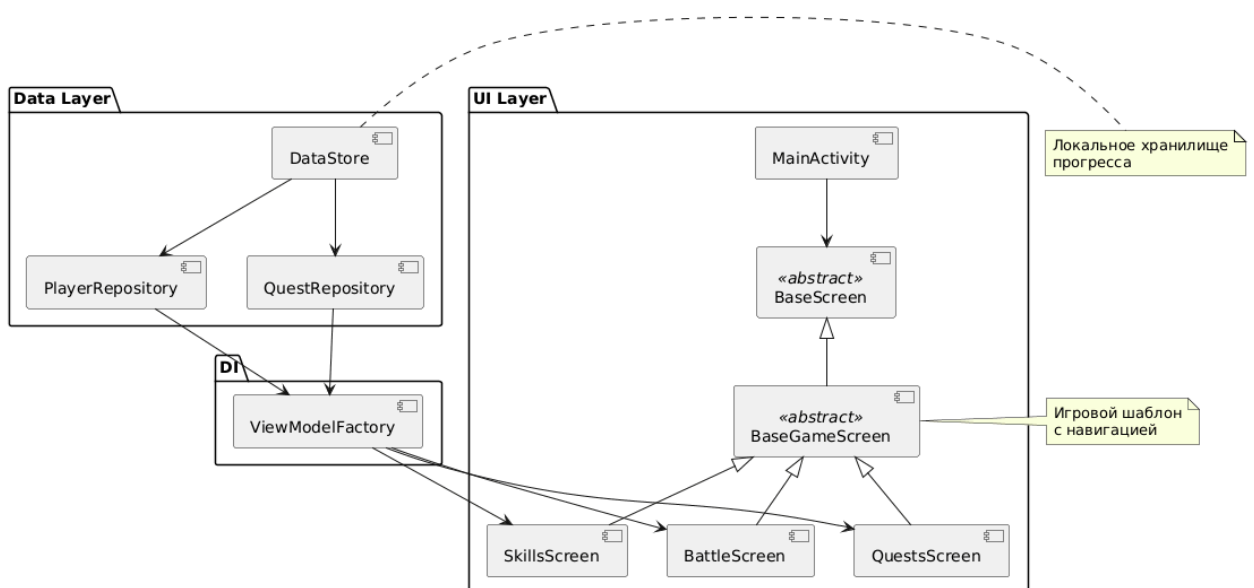 Data Layer
UI Layer
DataStore
MainActivity
Локальное хранилище
прогресса
PlayerRepository
QuestRepository
«abstract»
BaseScreen
DI
ViewModelFactory
«abstract»
BaseGameScreen
Игровой шаблон
с навигацией
SkillsScreen
BattleScreen
QuestsScreen